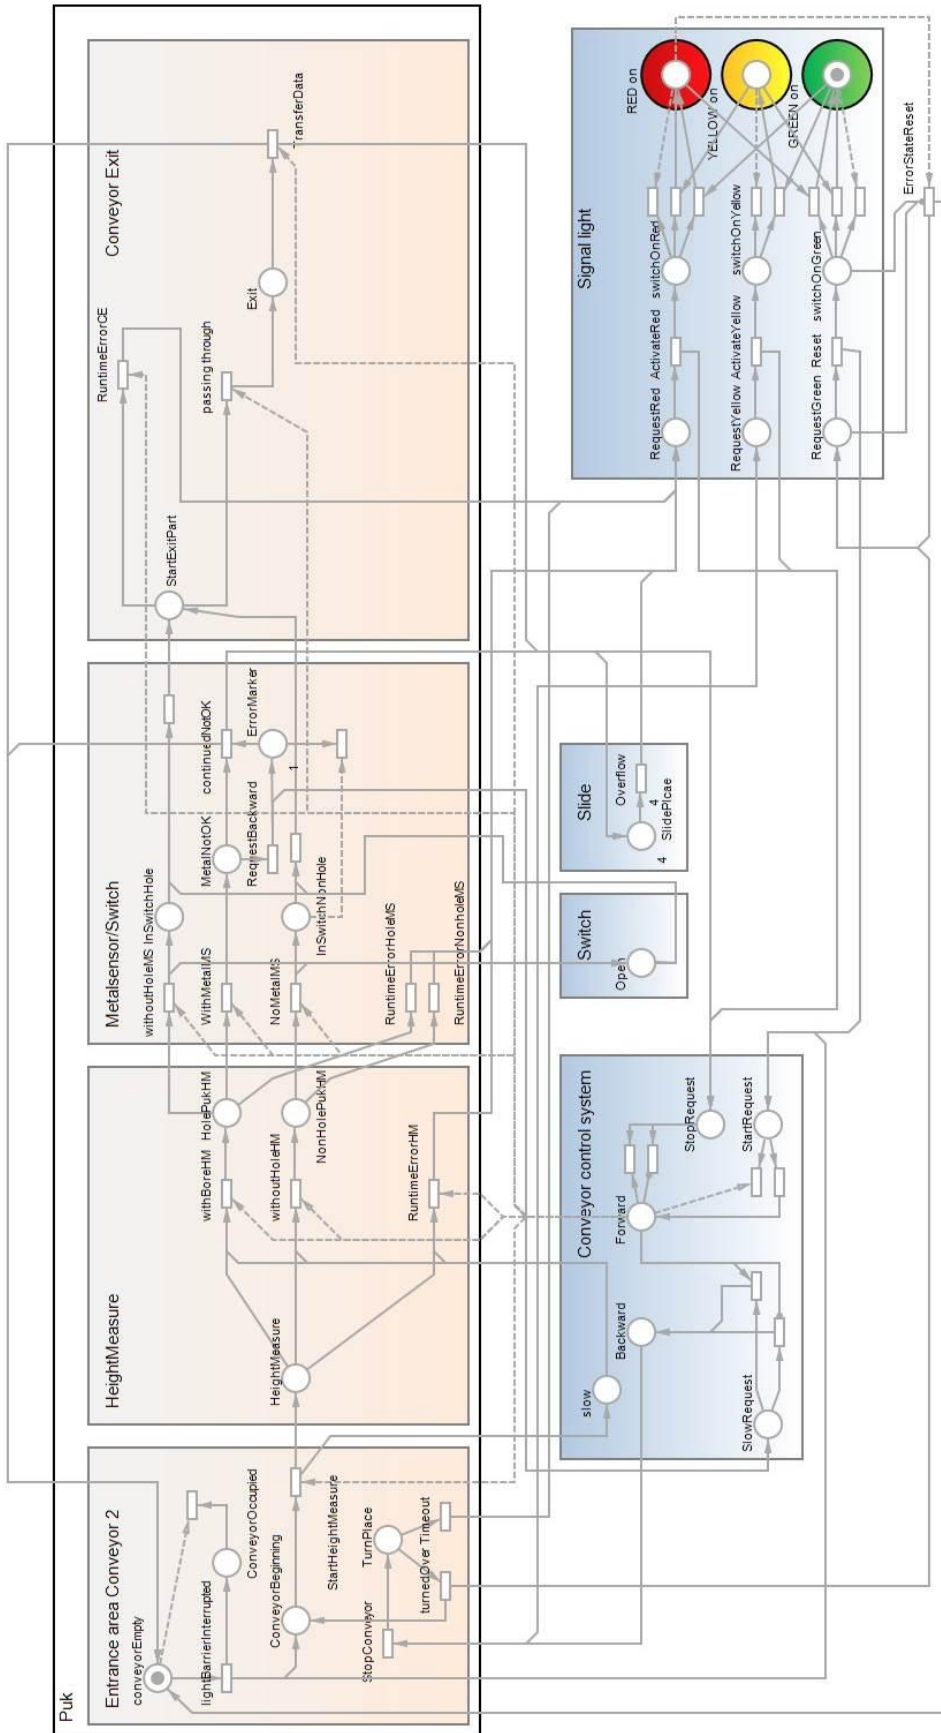 Puk
Entrance area Conveyor 2
conveyorEmpty
lightBarrierInterrupted
ConveyorOccupied
ConveyorBeginning
StartHeightMeasure
StopConveyor
TurnPlace
turnedOver
Timeout
HeightMeasure
HeightMeasure
withBoreHM
HolePukHM
withoutHoleHM
NonHolePukHM
RuntimeErrorHM
Metalsensor/Switch
withoutHoleMS
InSwitchHole
WithMetalMS
MetalNotOK
continuedNotOK
RequestBackward
ErrorMarker
1
NoMetalMS
InSwitchNonHole
RuntimeErrorHoleMS
RuntimeErrorNonholeMS
Conveyor Exit
StartExitPart
RuntimeErrorCE
passing through
Exit
TransferData
Conveyor control system
slow
Backward
Forward
SlowRequest
StopRequest
StartRequest
Switch
Open
Slide
Overflow
4
SlidePlcae
4
Signal light
RequestRed
ActivateRed
switchOnRed
RED on
RequestYellow
ActivateYellow
switchOnYellow
YELLOW on
RequestGreen
Reset
switchOnGreen
GREEN on
ErrorStateReset